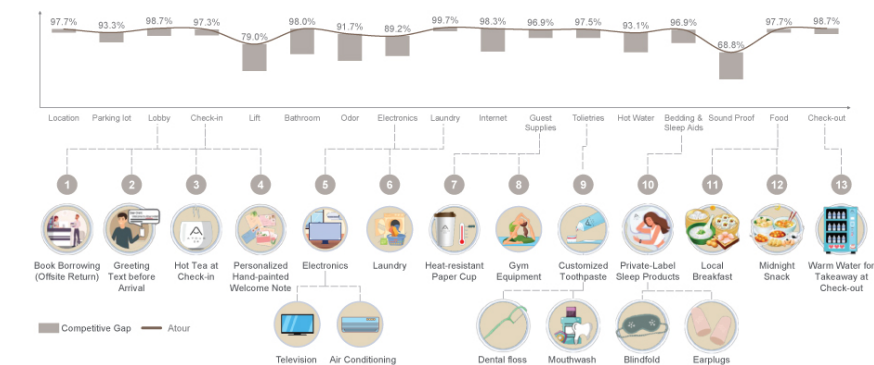 97.7% 93.3% 98.7% 97.3% 79.0% 98.0% 91.7% 89.2% 99.7% 98.3% 96.9% 97.5% 93.1% 96.9% 68.8% 97.7% 98.7%
Location Parking lot Lobby Check-in Lift Bathroom Odor Electronics Laundry Internet Guest Supplies Tolietries Hot Water Bedding & Sleep Aids Sound Proof Food Check-out
1 2 3 4 5 6 7 8 9 10 11 12 13
Book Borrowing
(Offsite Return)
Greeting
Text before
Arrival
Hot Tea at
Check-in
Personalized
Hand-painted
Welcome Note
Electronics
Laundry
Heat-resistant
Paper Cup
Gym
Equipment
Customized
Toothpaste
Private-Label
Sleep Products
Local
Breakfast
Midnight
Snack
Warm Water for
Takeaway at
Check-out
Competitive Gap
Atour
Television
Air Conditioning
Dental floss
Mouthwash
Blindfold
Earplugs